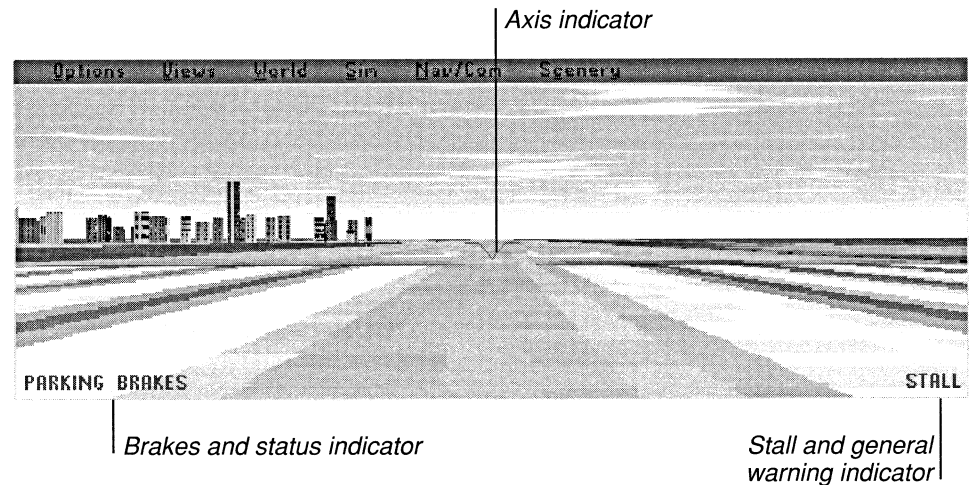 Axis indicator
Options Views World Sim Nav/Com Scenery
PARKING BRAKES
STALL
Brakes and status indicator
Stall and general
warning indicator